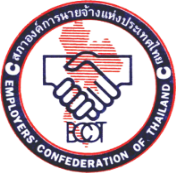 สภาองค์การนายจ้างแห่งประเทศไทย
ECOT
EMPLOYERS' CONFEDERATION OF THAILAND